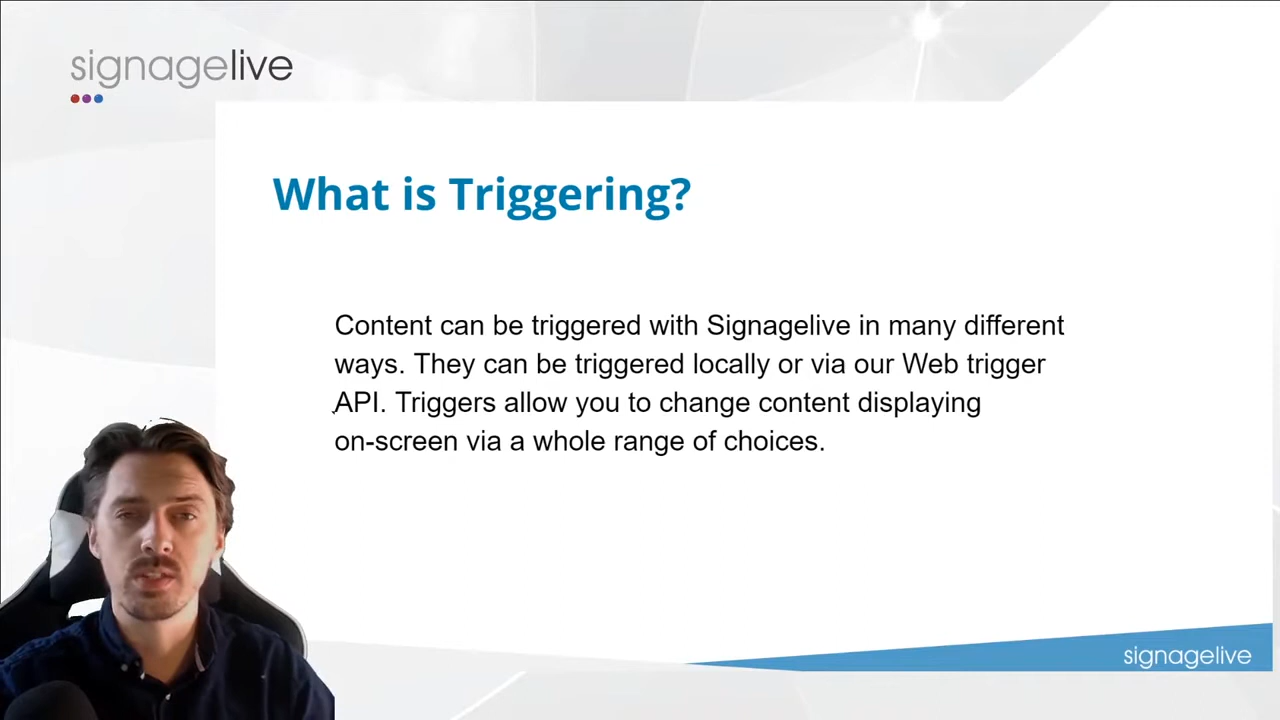 signagelive
What is Triggering?
Content can be triggered with Signagelive in many different
ways. They can be triggered locally or via our Web trigger
API. Triggers allow you to change content displaying
on-screen via a whole range of choices.
signagelive